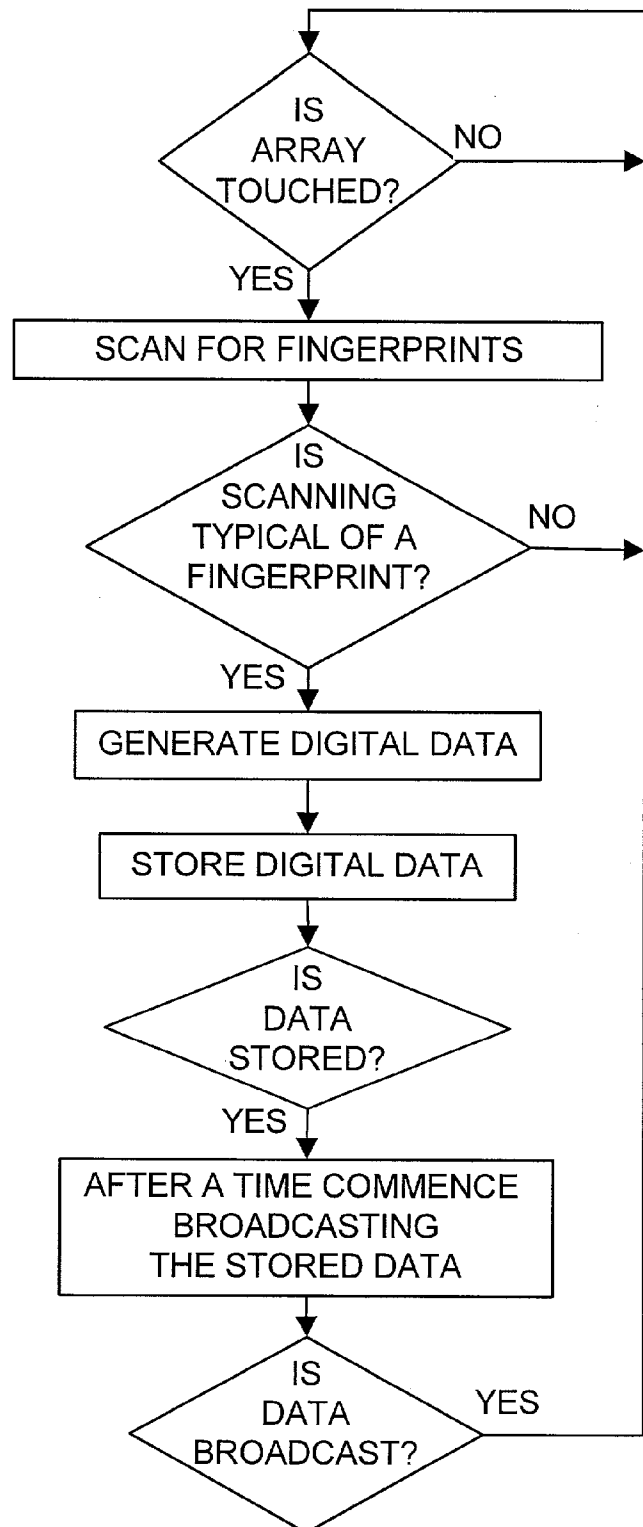 IS
ARRAY
TOUCHED?
NO
YES
SCAN FOR FINGERPRINTS
IS
SCANNING
TYPICAL OF A
FINGERPRINT?
NO
YES
GENERATE DIGITAL DATA
STORE DIGITAL DATA
IS
DATA
STORED?
YES
AFTER A TIME COMMENCE
BROADCASTING
THE STORED DATA
IS
DATA
BROADCAST?
YES